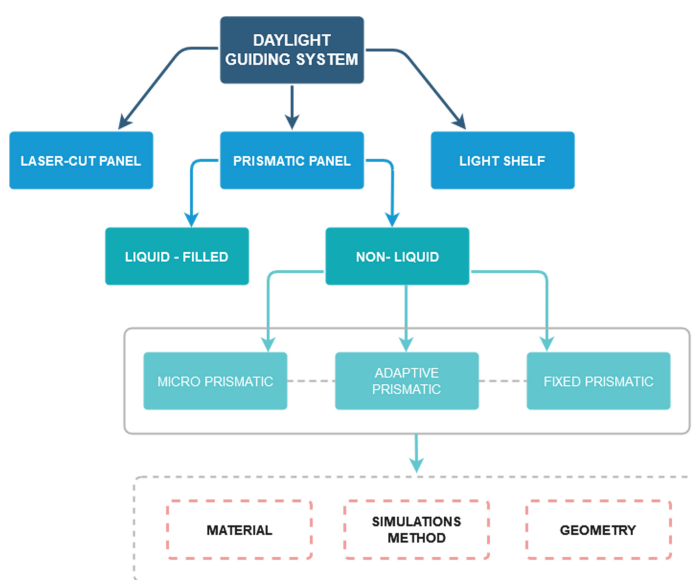 DAYLIGHT
GUIDING SYSTEM
LASER-CUT PANEL
PRISMATIC PANEL
LIGHT SHELF
LIQUID - FILLED
NON- LIQUID
MICRO PRISMATIC
ADAPTIVE
PRISMATIC
FIXED PRISMATIC
MATERIAL
SIMULATIONS
METHOD
GEOMETRY